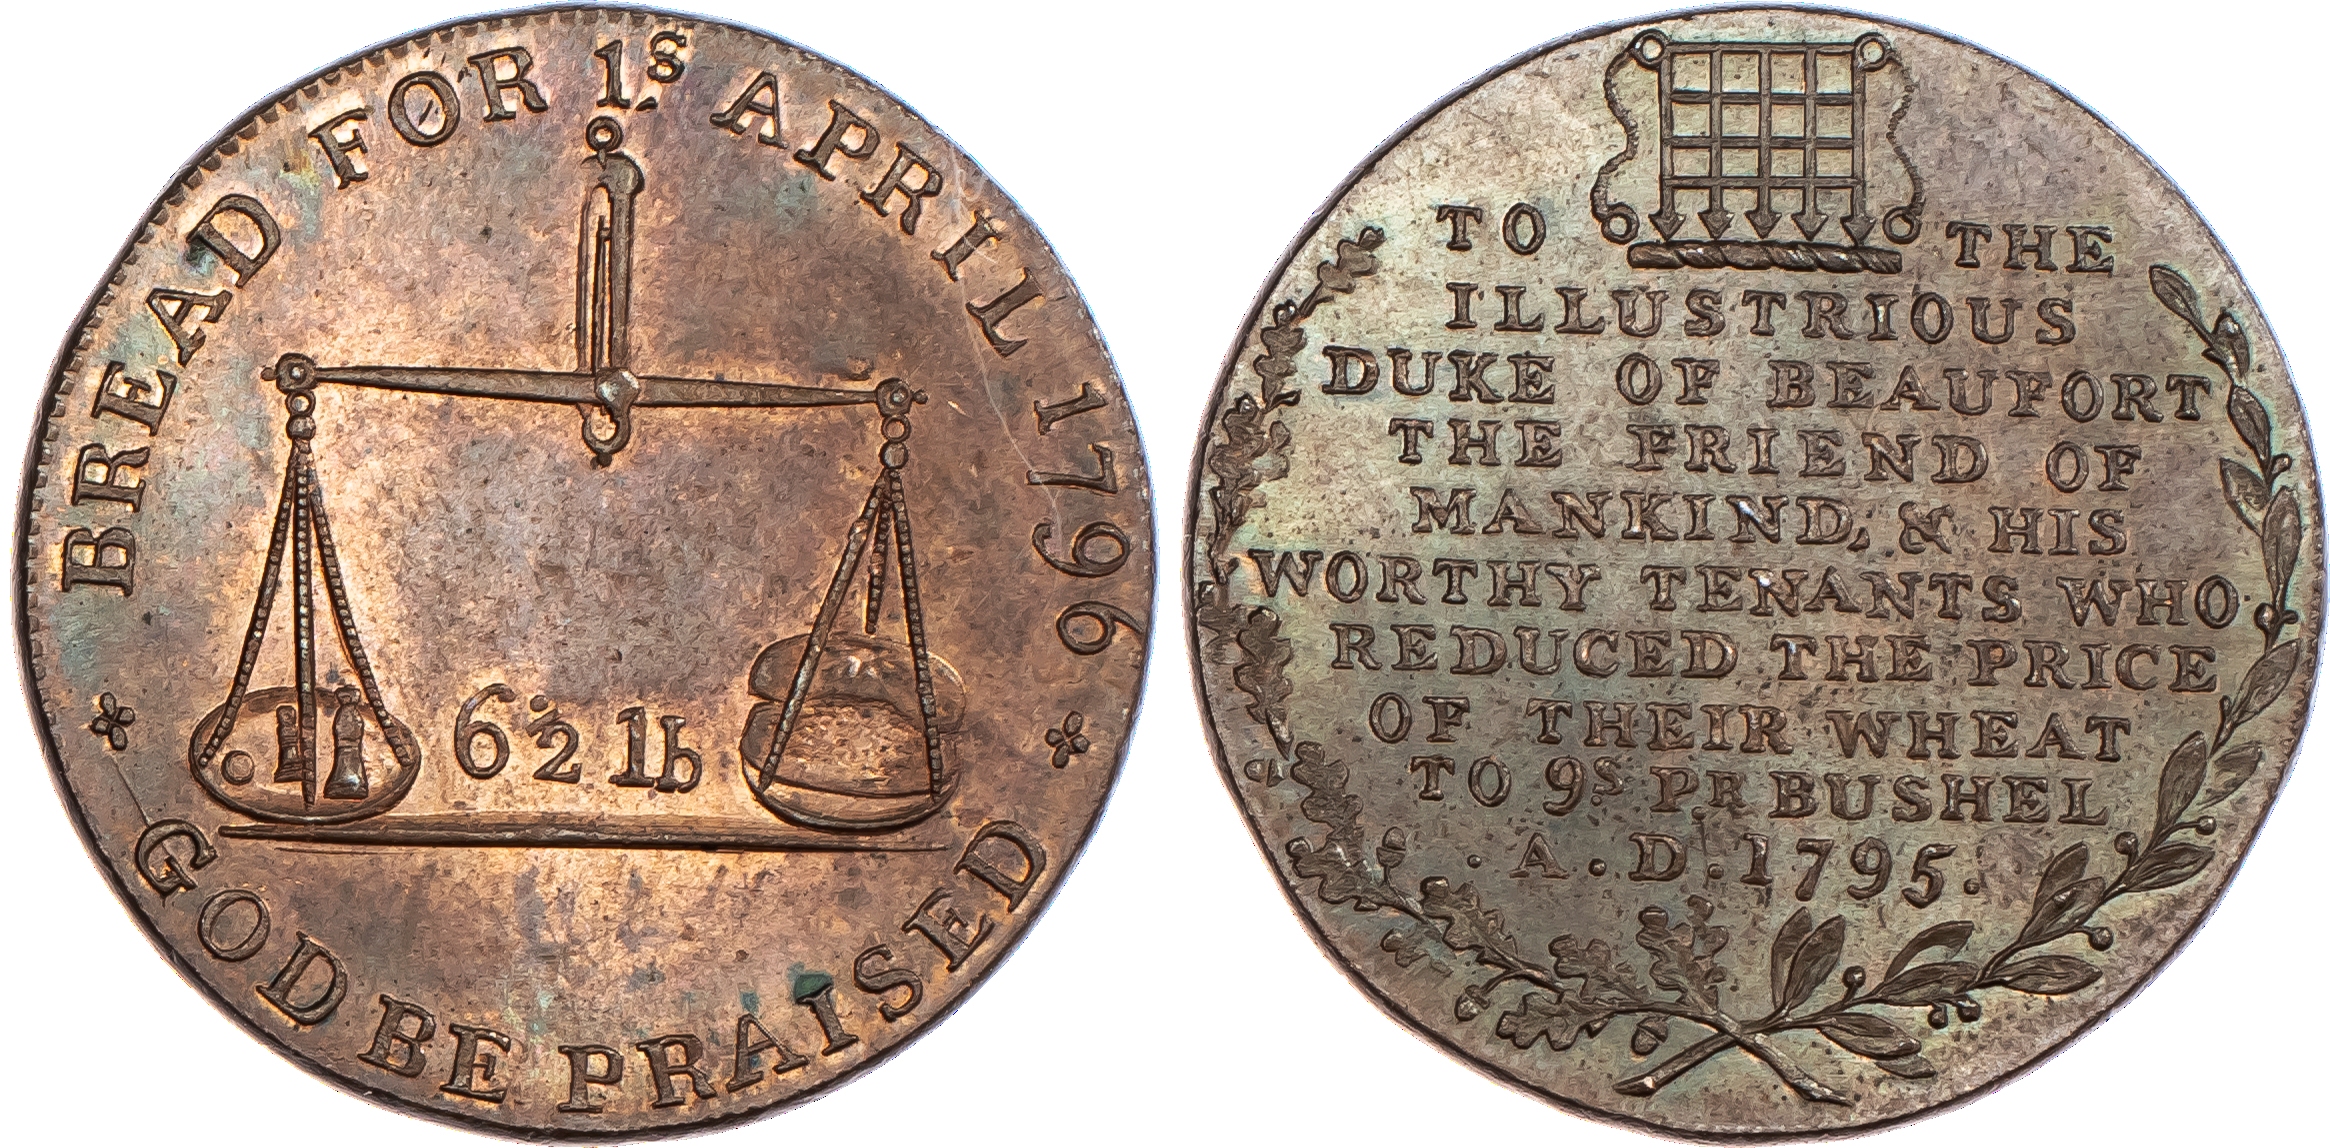 BREAD FOR 1S APRIL 1796
6½ lb
GOD BE PRAISED
TO THE
ILLUSTRIOUS
DUKE OF BEAUFORT
THE FRIEND OF
MANKIND, & HIS
WORTHY TENANTS WHO
REDUCED THE PRICE
OF THEIR WHEAT
TO 9S PR BUSHEL
· A . D . 1795 .